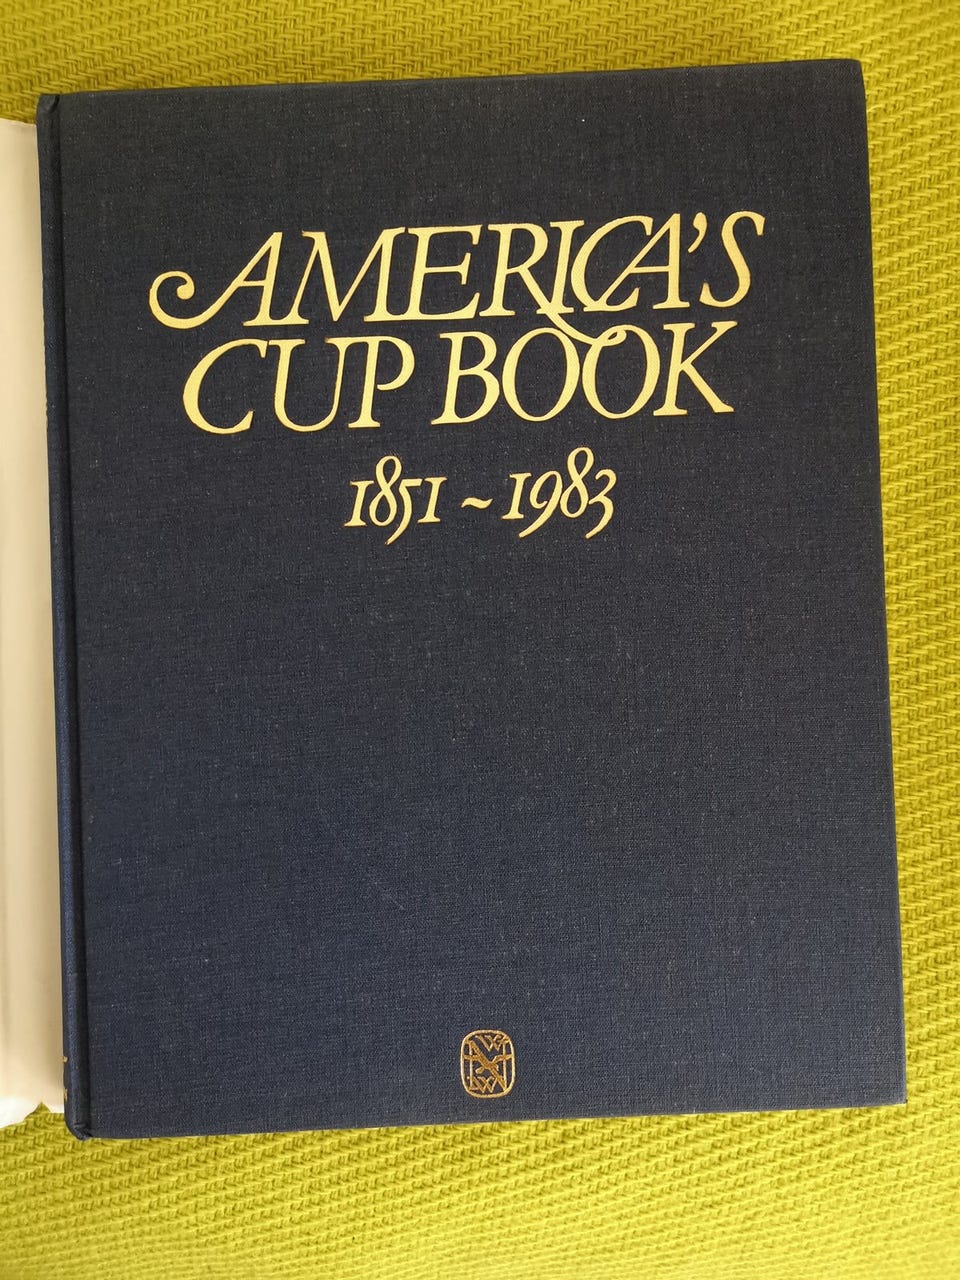 AMERICA'S
CUP BOOK
1851 ~ 1983